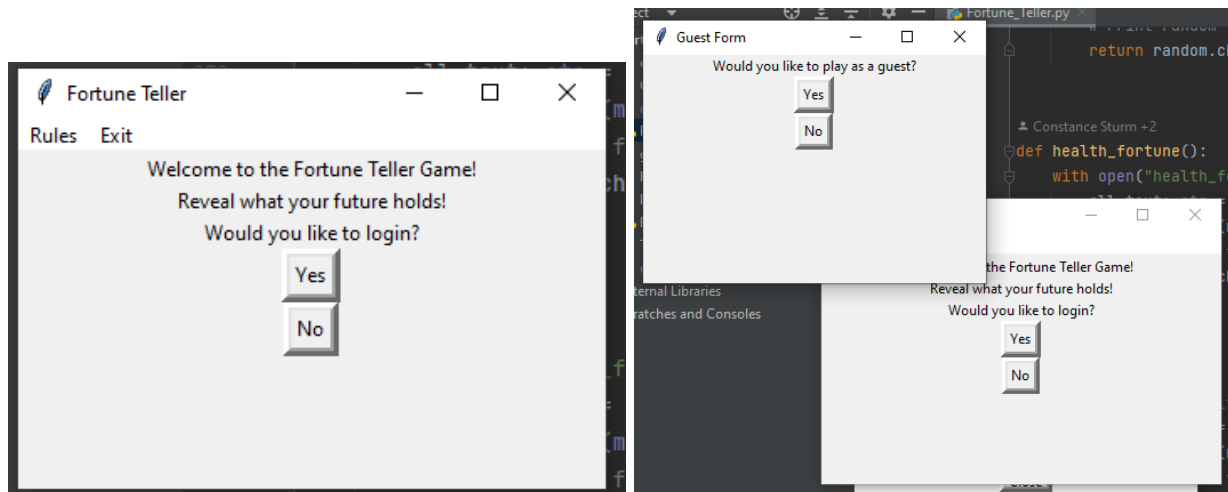 Fortune Teller
Rules Exit
Welcome to the Fortune Teller Game!
Reveal what your future holds!
Would you like to login?
Yes
No
Fortune_Teller.py
return random.c
Constance Sturm +2
def health_fortune():
with open("health_f
Guest Form
Would you like to play as a guest?
Yes
No
ternal Libraries
ratches and Consoles
the Fortune Teller Game!
Reveal what your future holds!
Would you like to login?
Yes
No